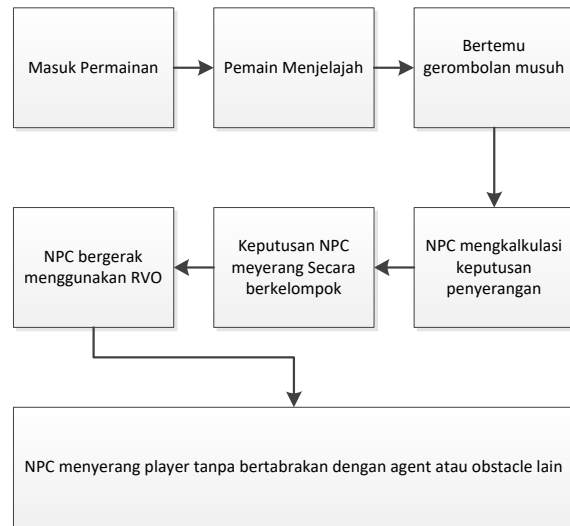 Masuk Permainan
Pemain Menjelajah
Bertemu
gerombolan musuh
NPC mengkalkulasi
keputusan
penyerangan
Keputusan NPC
meyerang Secara
berkelompok
NPC bergerak
menggunakan RVO
NPC menyerang player tanpa bertabrakan dengan agent atau obstacle lain